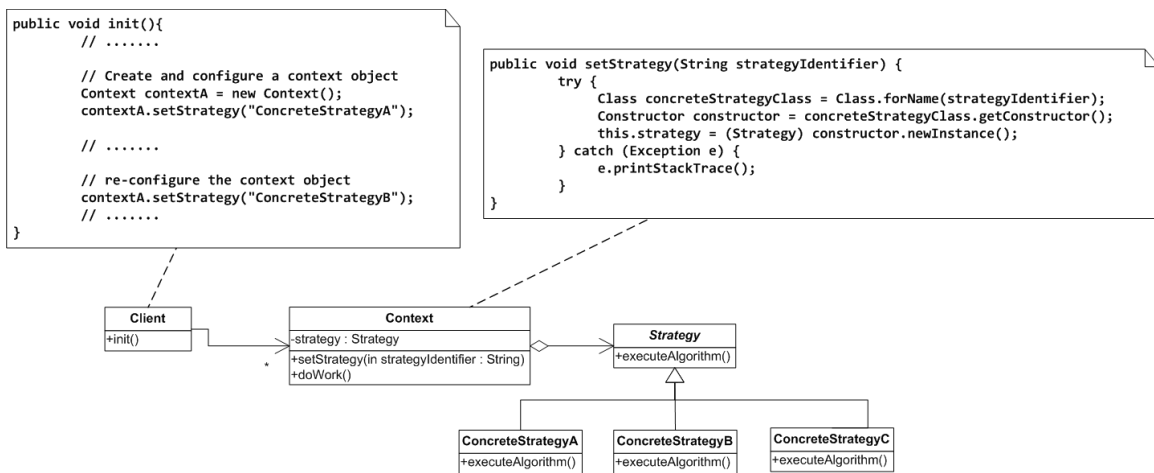 public void init(){
// .......
// Create and configure a context object
Context contextA = new Context();
contextA.setStrategy("ConcreteStrategyA");
// .......
// re-configure the context object
contextA.setStrategy("ConcreteStrategyB");
// .......
}
public void setStrategy(String strategyIdentifier) {
try {
Class concreteStrategyClass = Class.forName(strategyIdentifier);
Constructor constructor = concreteStrategyClass.getConstructor();
this.strategy = (Strategy) constructor.newInstance();
} catch (Exception e) {
e.printStackTrace();
}
}
Client
+init()
*
Context
-strategy : Strategy
+setStrategy(in strategyIdentifier : String)
+doWork()
Strategy
+executeAlgorithm()
ConcreteStrategyA
+executeAlgorithm()
ConcreteStrategyB
+executeAlgorithm()
ConcreteStrategyC
+executeAlgorithm()